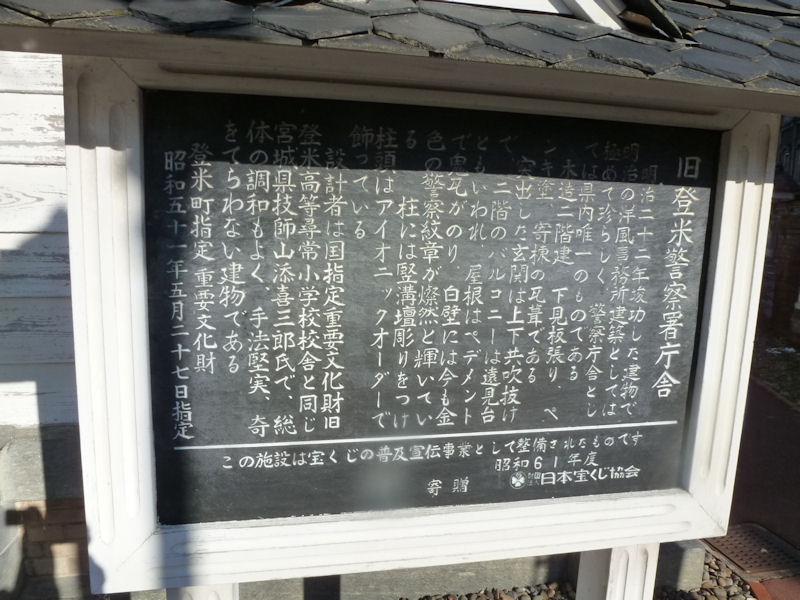 旧登米警察署庁舎
明治二十二年竣功した建物で
明治の洋風事務所建築としては
極めて珍らしく、警察庁舎とし
ては県内唯一のものである
木造二階建、下見板張り、ペ
ンキ塗、寄棟の瓦葺である
突出した玄関は上下共吹抜け
で、二階のバルコニーは遠見台
ともいわれ、屋根はペデメント
で鬼瓦がのり、白壁には今も金
色の警察紋章が燦然と輝いてい
る 柱には竪溝壇彫りをつけ
柱頭はアイオニックオーダーで
飾っている
設計者は国指定重要文化財旧
登米高等尋常小学校校舎と同じ
宮城県技師山添喜三郎氏で、総
体の調和もよく、手法堅実、奇
をてらわない建物である
登米町指定 重要文化財
昭和五十一年五月二十七日指定
この施設は宝くじの普及宣伝事業として整備されたものです
昭和61年度
寄贈 財団法人 日本宝くじ協会